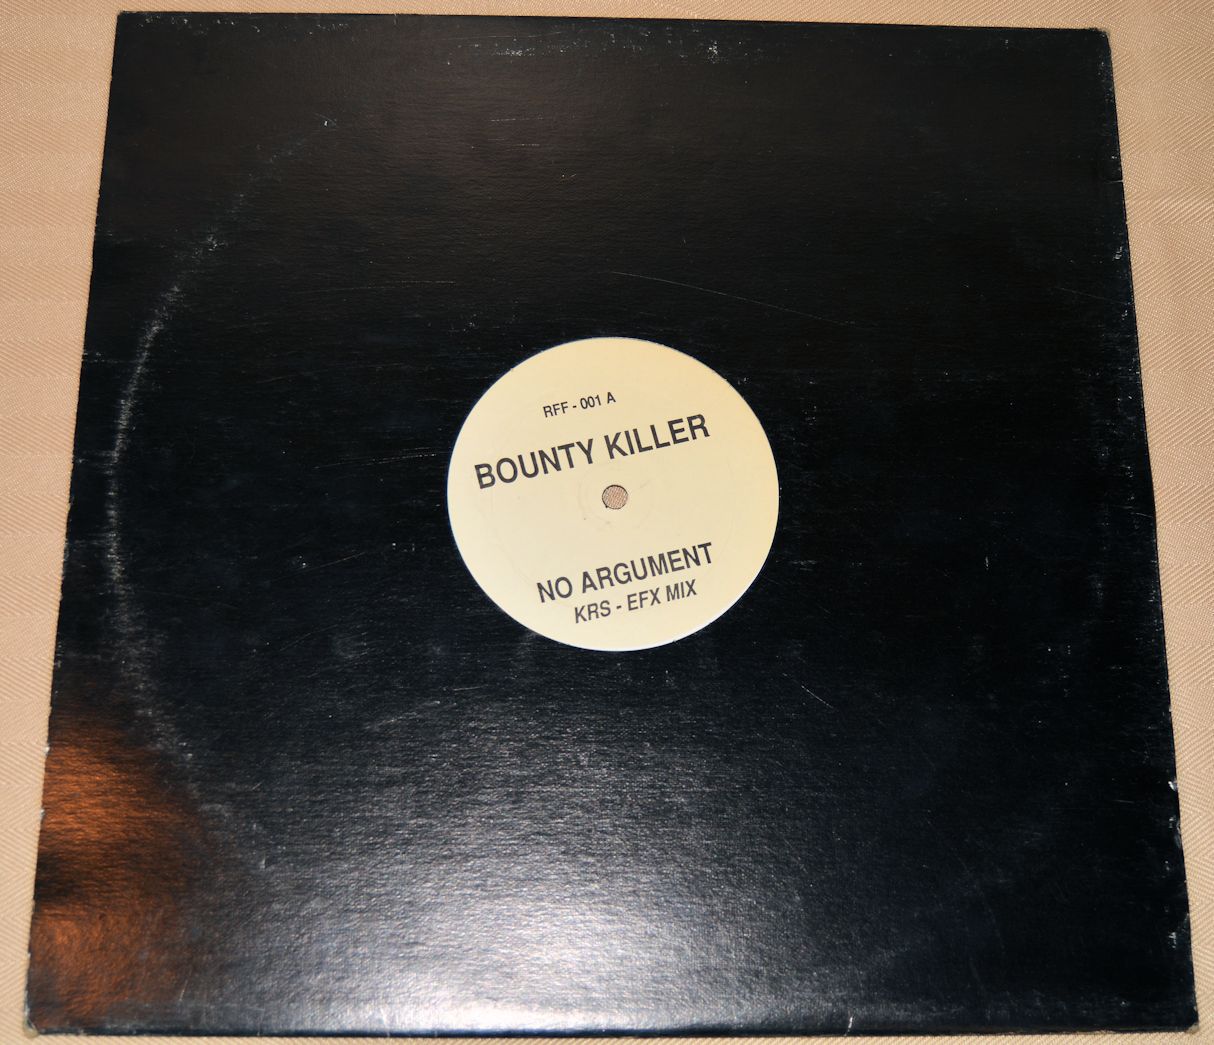 RFF - 001 A
BOUNTY KILLER
NO ARGUMENT
KRS - EFX MIX